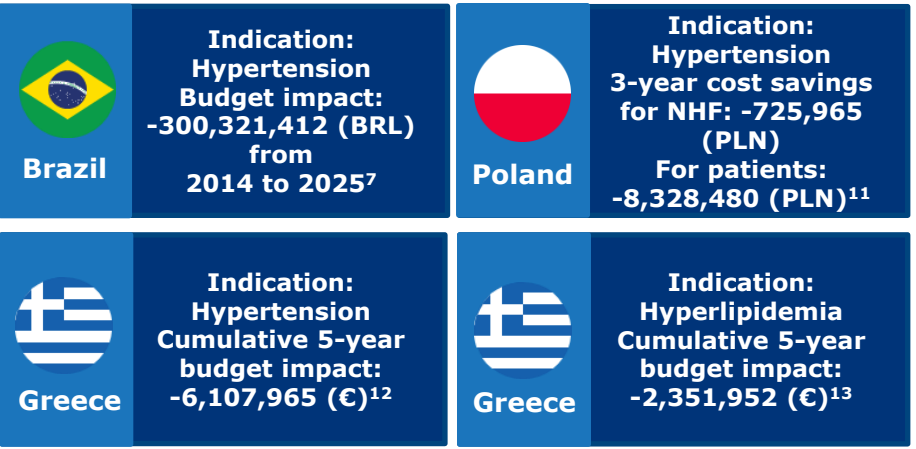 Brazil
Indication:
Hypertension
Budget impact:
-300,321,412 (BRL)
from
2014 to 2025⁷
Poland
Indication:
Hypertension
3-year cost savings
for NHF: -725,965
(PLN)
For patients:
-8,328,480 (PLN)¹¹
Greece
Indication:
Hypertension
Cumulative 5-year
budget impact:
-6,107,965 (€)¹²
Greece
Indication:
Hyperlipidemia
Cumulative 5-year
budget impact:
-2,351,952 (€)¹³